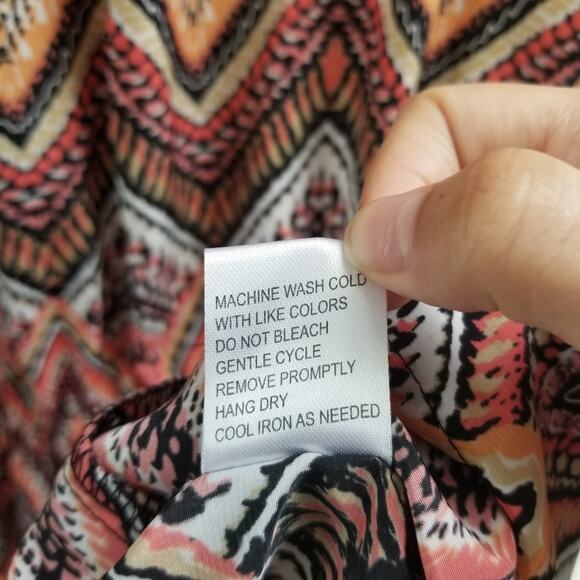 MACHINE WASH COLD
WITH LIKE COLORS
DO NOT BLEACH
GENTLE CYCLE
REMOVE PROMPTLY
HANG DRY
COOL IRON AS NEEDED